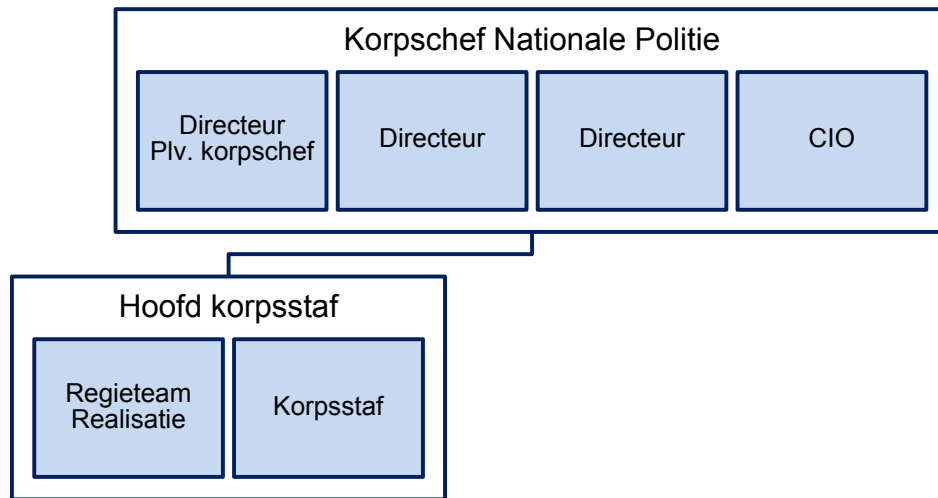 Korpschef Nationale Politie
Directeur
Plv. korpschef
Directeur
Directeur
CIO
Hoofd korpsstaf
Regieteam
Realisatie
Korpsstaf